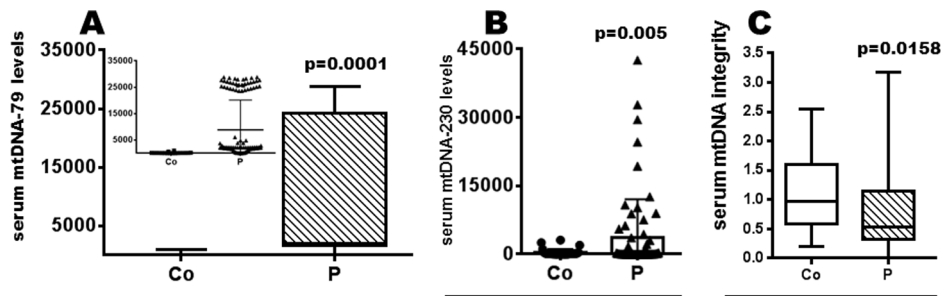 A
serum mtDNA-79 levels
35000
25000
15000
5000
p=0.0001
35000
25000
15000
5000
Co
P
Co
P
B
serum mtDNA-230 levels
45000
30000
15000
0
p=0.005
Co
P
C
serum mtDNA integrity
3.5
3.0
2.5
2.0
1.5
1.0
0.5
0.0
p=0.0158
Co
P